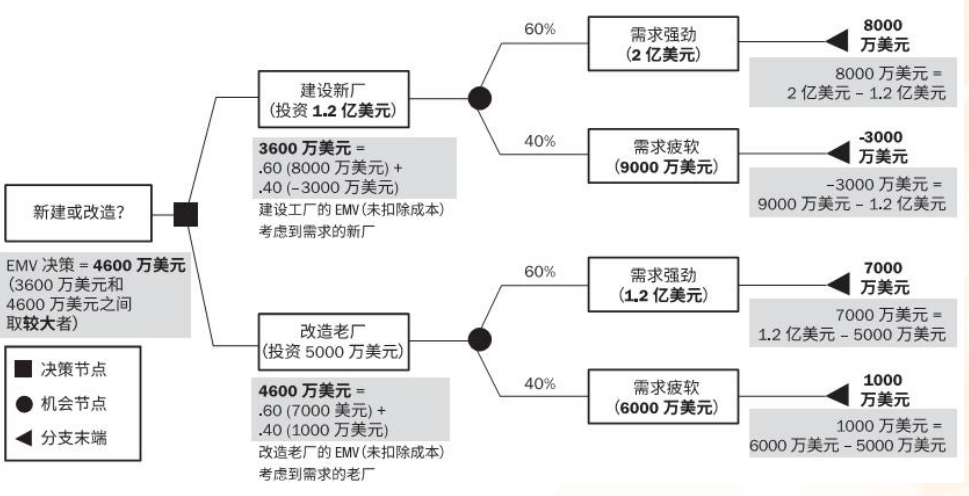 新建或改造？
EMV 决策 = 4600 万美元
（3600 万美元和
4600 万美元之间
取较大者）
决策节点
机会节点
分支末端
建设新厂
（投资 1.2 亿美元）
3600 万美元 =
.60 (8000 万美元) +
.40 (–3000 万美元)
建设工厂的 EMV（未扣除成本）
考虑到需求的新厂
改造老厂
（投资 5000 万美元）
4600 万美元 =
.60 (7000 美元) +
.40 (1000 万美元)
改造老厂的 EMV（未扣除成本）
考虑到需求的老厂
60%
需求强劲
（2 亿美元）
8000
万美元
8000 万美元 =
2 亿美元 – 1.2 亿美元
40%
需求疲软
（9000 万美元）
-3000
万美元
–3000 万美元 =
9000 万美元 – 1.2 亿美元
60%
需求强劲
（1.2 亿美元）
7000
万美元
7000 万美元 =
1.2 亿美元 – 5000 万美元
40%
需求疲软
（6000 万美元）
1000
万美元
1000 万美元 =
6000 万美元 – 5000 万美元